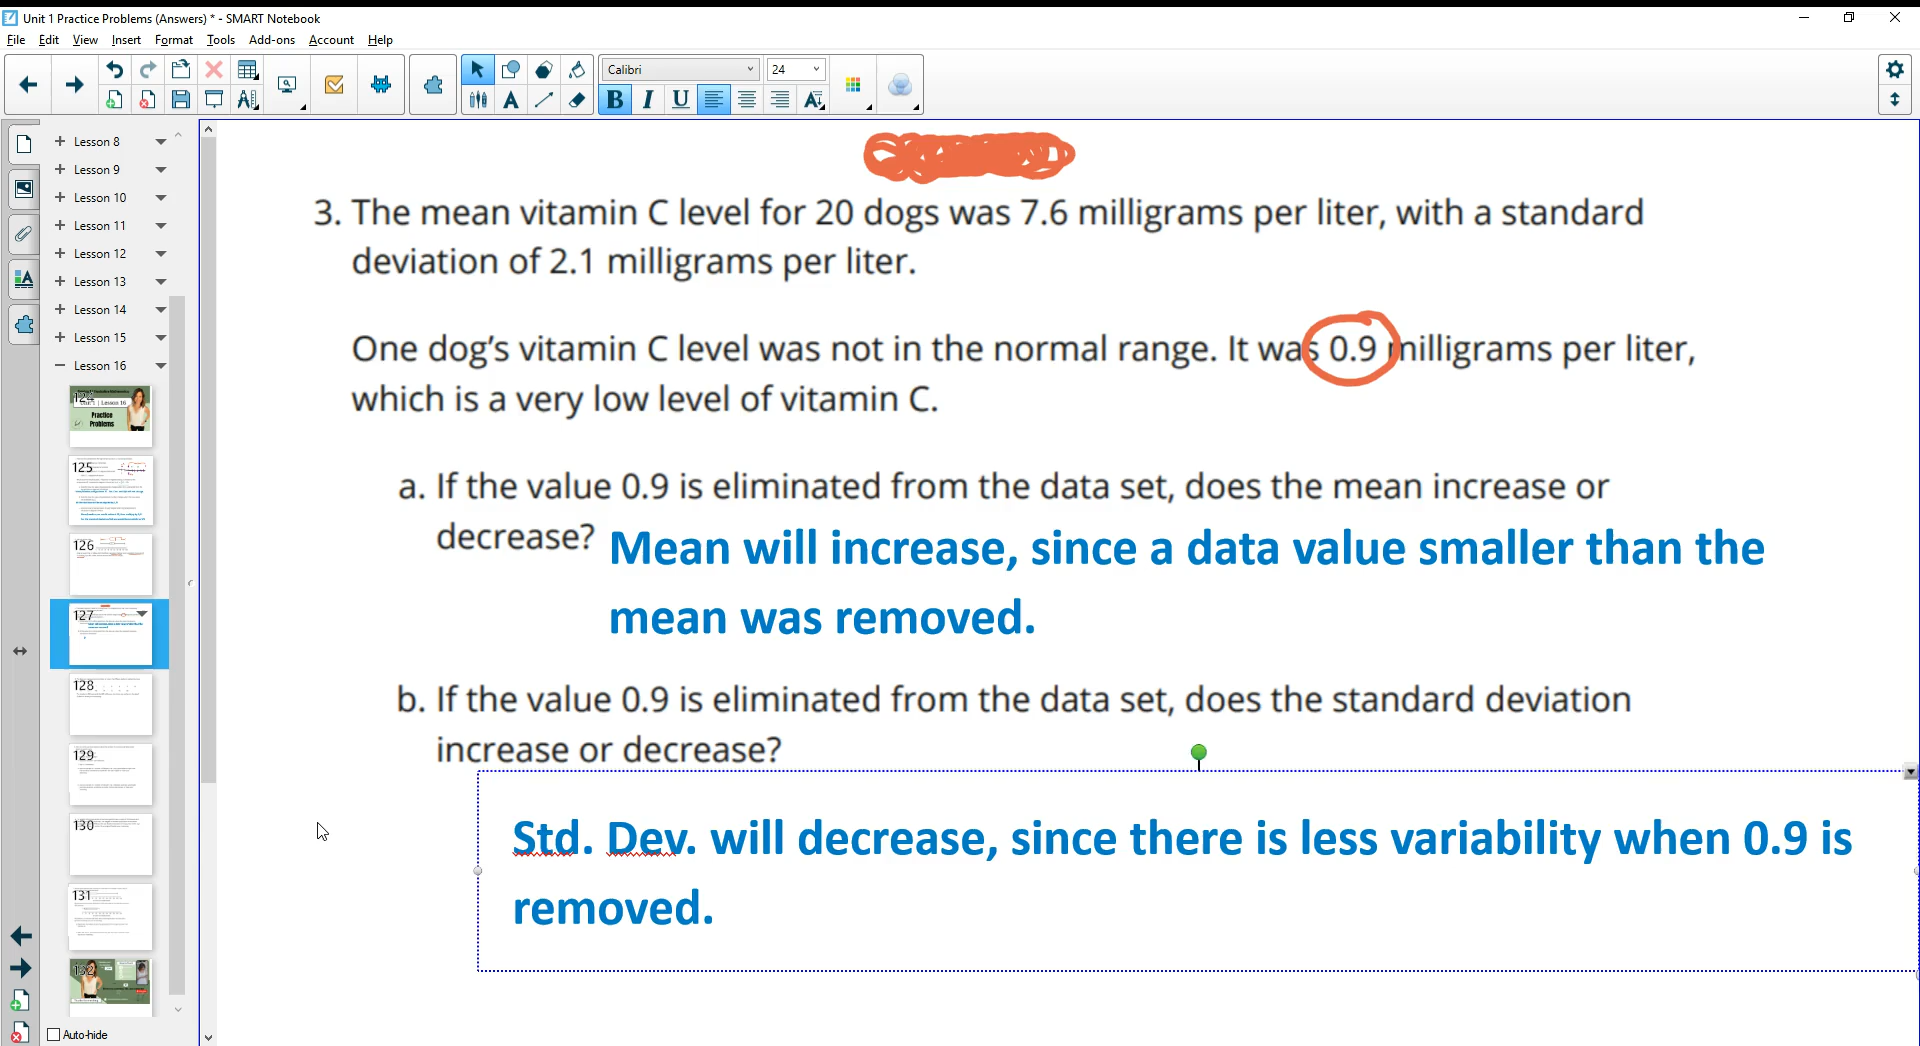 Unit 1 Practice Problems (Answers) * - SMART Notebook
File Edit View Insert Format Tools Add-ons Account Help
Calibri 24
B I U
Lesson 8
Lesson 9
Lesson 10
Lesson 11
Lesson 12
Lesson 13
Lesson 14
Lesson 15
Lesson 16
124
Practice
Problems
125
126
127
128
129
130
131
132
Auto-hide
3. The mean vitamin C level for 20 dogs was 7.6 milligrams per liter, with a standard
deviation of 2.1 milligrams per liter.
One dog’s vitamin C level was not in the normal range. It was 0.9 milligrams per liter,
which is a very low level of vitamin C.
a. If the value 0.9 is eliminated from the data set, does the mean increase or
decrease?
Mean will increase, since a data value smaller than the
mean was removed.
b. If the value 0.9 is eliminated from the data set, does the standard deviation
increase or decrease?
Std. Dev. will decrease, since there is less variability when 0.9 is
removed.